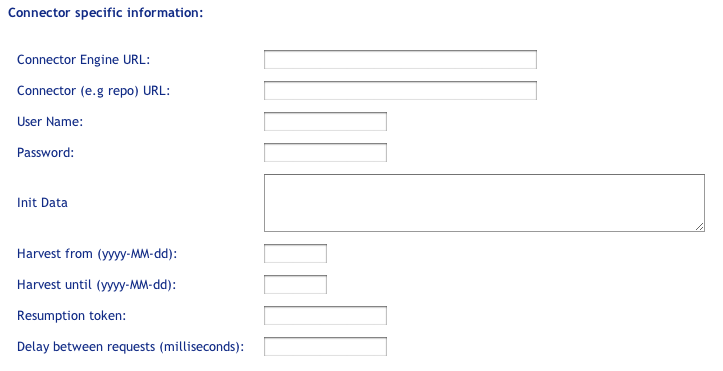 Connector specific information:
Connector Engine URL:
Connector (e.g repo) URL:
User Name:
Password:
Init Data
Harvest from (yyyy-MM-dd):
Harvest until (yyyy-MM-dd):
Resumption token:
Delay between requests (milliseconds):